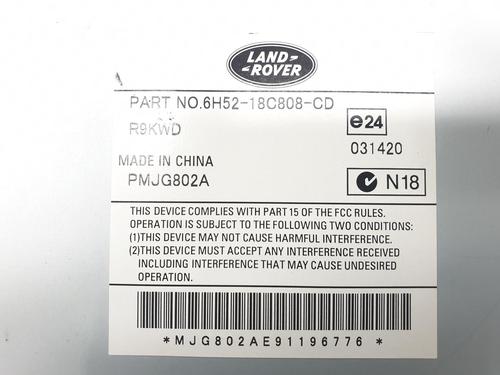 LAND-
-ROVER
PART NO.6H52-18C808-CD
R9KWD
e24
031420
MADE IN CHINA
PMJG802A
N18
THIS DEVICE COMPLIES WITH PART 15 OF THE FCC RULES.
OPERATION IS SUBJECT TO THE FOLLOWING TWO CONDITIONS:
(1)THIS DEVICE MAY NOT CAUSE HARMFUL INTERFERENCE.
(2)THIS DEVICE MUST ACCEPT ANY INTERFERENCE RECEIVED
INCLUDING INTERFERENCE THAT MAY CAUSE UNDESIRED
OPERATION.
*MJG802AE91196776*